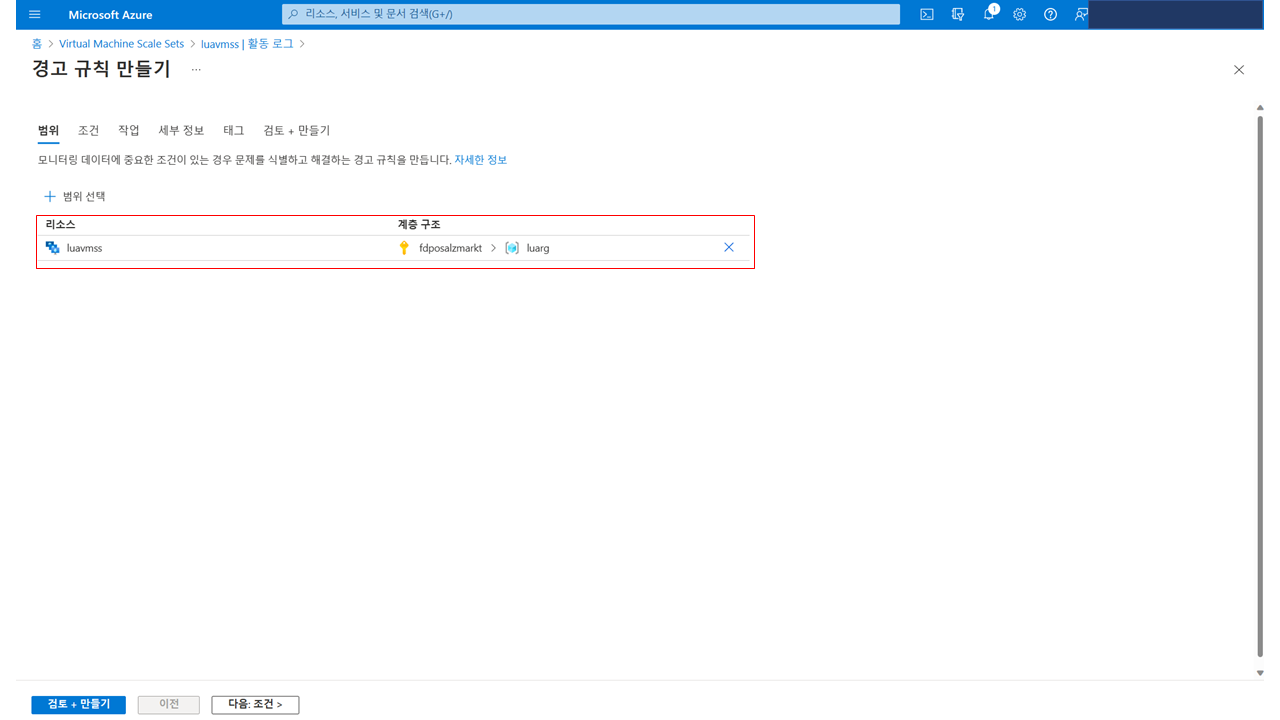 Microsoft Azure
리소스, 서비스 및 문서 검색(G+/)
1
홈 > Virtual Machine Scale Sets > luavmss | 활동 로그 >
경고 규칙 만들기 ...
범위 조건 작업 세부 정보 태그 검토 + 만들기
모니터링 데이터에 중요한 조건이 있는 경우 문제를 식별하고 해결하는 경고 규칙을 만듭니다. 자세한 정보
+ 범위 선택
리소스 계층 구조
luavmss fdposalzmarkt > luarg
검토 + 만들기 이전 다음: 조건 >